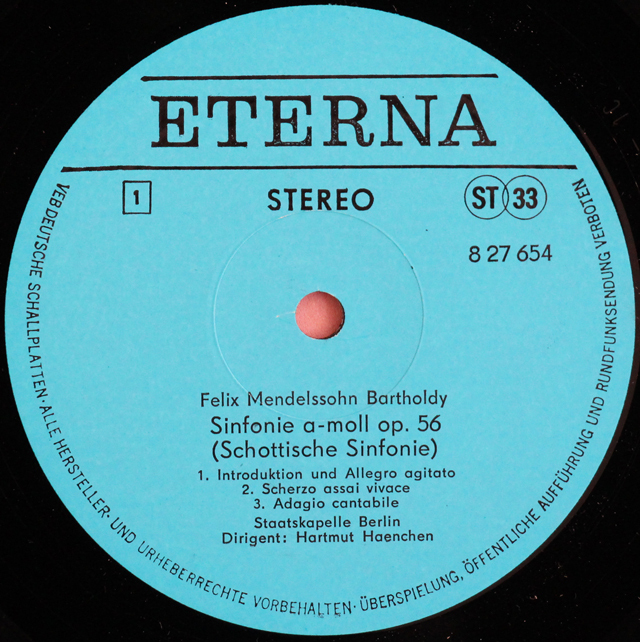 ETERNA
1 STEREO ST 33
8 27 654
Felix Mendelssohn Bartholdy
Sinfonie a-moll op. 56
(Schottische Sinfonie)
1. Introduktion und Allegro agitato
2. Scherzo assai vivace
3. Adagio cantabile
Staatskapelle Berlin
Dirigent: Hartmut Haenchen
VEB DEUTSCHE SCHALLPLATTEN · ALLE HERSTELLER- UND URHEBERRECHTE VORBEHALTEN · ÜBERSPIELUNG, ÖFFENTLICHE AUFFÜHRUNG UND RUNDFUNKSENDUNG VERBOTEN